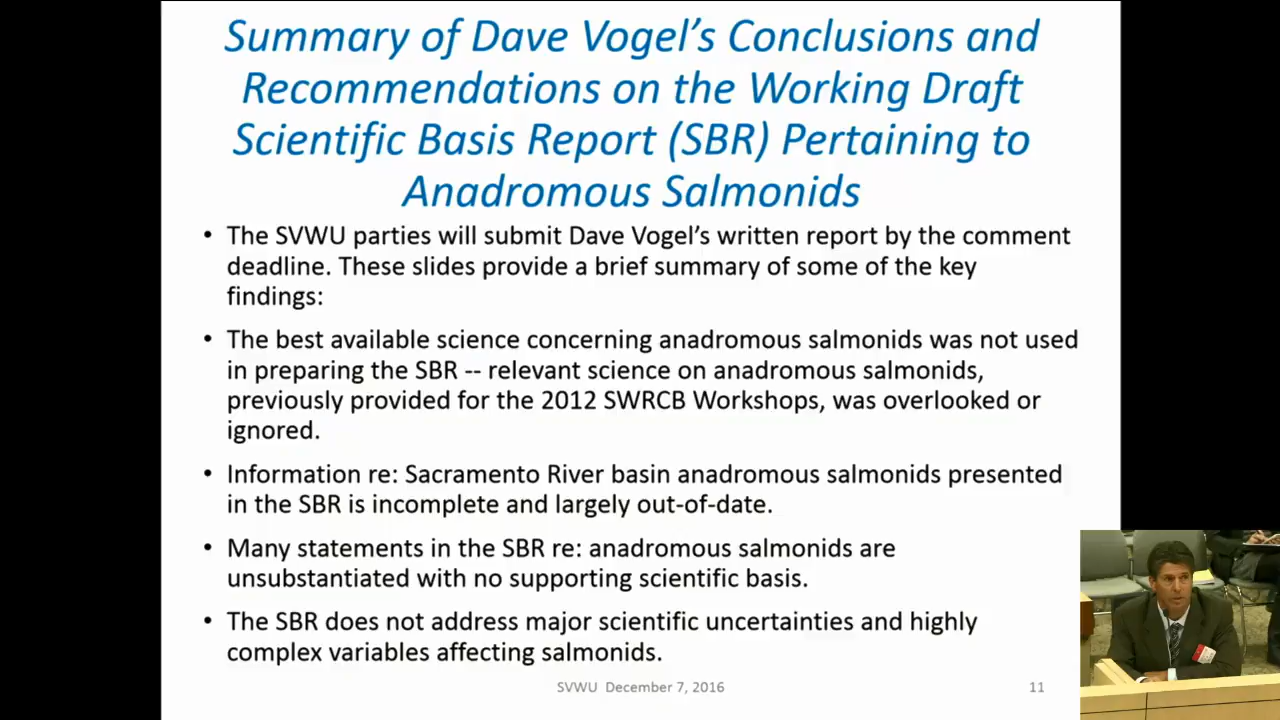 Summary of Dave Vogel's Conclusions and
Recommendations on the Working Draft
Scientific Basis Report (SBR) Pertaining to
Anadromous Salmonids
• The SVWU parties will submit Dave Vogel's written report by the comment
deadline. These slides provide a brief summary of some of the key
findings:
• The best available science concerning anadromous salmonids was not used
in preparing the SBR -- relevant science on anadromous salmonids,
previously provided for the 2012 SWRCB Workshops, was overlooked or
ignored.
• Information re: Sacramento River basin anadromous salmonids presented
in the SBR is incomplete and largely out-of-date.
• Many statements in the SBR re: anadromous salmonids are
unsubstantiated with no supporting scientific basis.
• The SBR does not address major scientific uncertainties and highly
complex variables affecting salmonids.
SVWU December 7, 2016
11